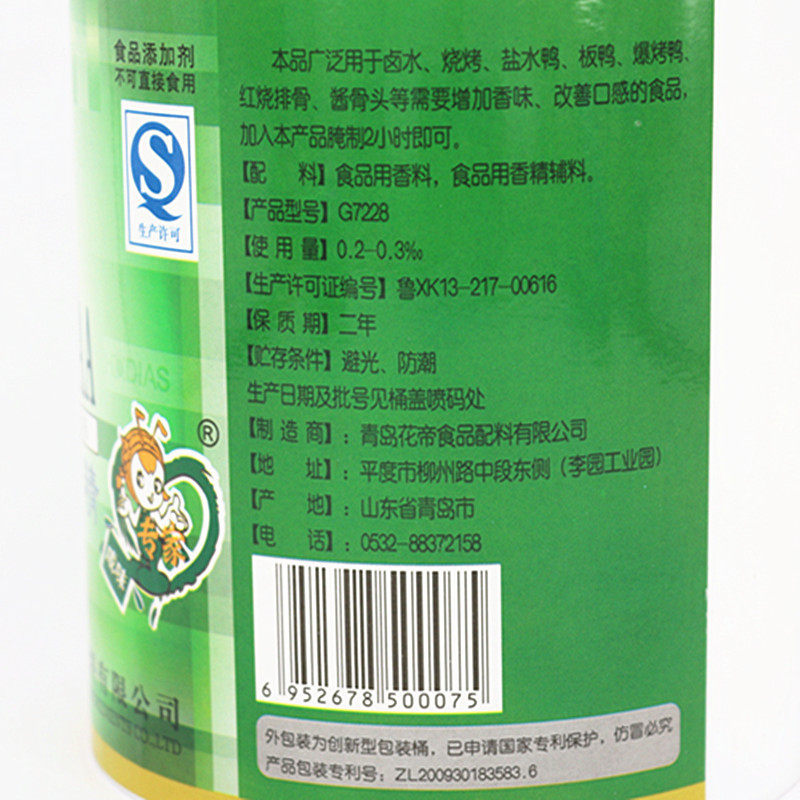 食品添加剂
不可直接食用
生产许可
本品广泛用于卤水、烧烤、盐水鸭、板鸭、爆烤鸭、
红烧排骨、酱骨头等需要增加香味、改善口感的食品，
加入本产品腌制2小时即可。
【配 料】食品用香料，食品用香精辅料。
【产品型号】G7228
【使用量】0.2-0.3‰
【生产许可证编号】鲁XK13-217-00616
【保质期】二年
【贮存条件】避光、防潮
生产日期及批号见桶盖喷码处
【制造商】：青岛花帝食品配料有限公司
【地 址】：平度市柳州路中段东侧（李园工业园）
【产 地】：山东省青岛市
【电 话】：0532-88372158
®
专家
有限公司
CO.,LTD
6 952678 500075
外包装为创新型包装桶，已申请国家专利保护，仿冒必究
产品包装专利号：ZL200930183583.6